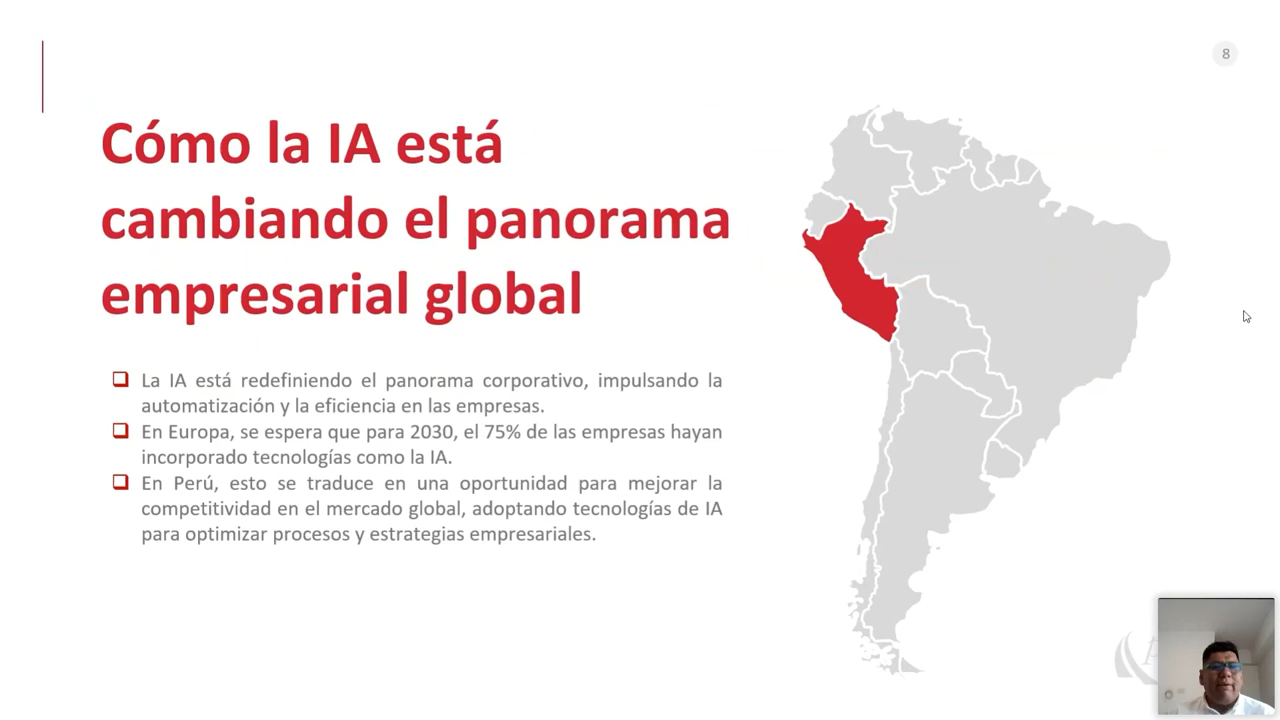 8
Cómo la IA está
cambiando el panorama
empresarial global
La IA está redefiniendo el panorama corporativo, impulsando la
automatización y la eficiencia en las empresas.
En Europa, se espera que para 2030, el 75% de las empresas hayan
incorporado tecnologías como la IA.
En Perú, esto se traduce en una oportunidad para mejorar la
competitividad en el mercado global, adoptando tecnologías de IA
para optimizar procesos y estrategias empresariales.